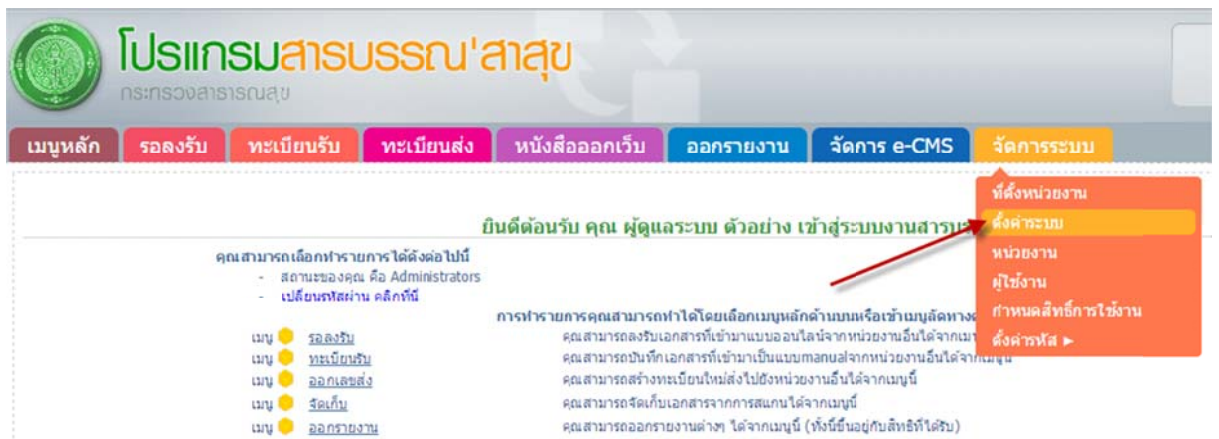 โปรแกรมสารบรรณ'สาสุข
กระทรวงสาธารณสุข
เมนูหลัก รอลงรับ ทะเบียนรับ ทะเบียนส่ง หนังสือออกเว็บ ออกรายงาน จัดการ e-CMS จัดการระบบ
ที่ตั้งหน่วยงาน
ตั้งค่าระบบ
หน่วยงาน
ผู้ใช้งาน
กำหนดสิทธิ์การใช้งาน
ตั้งค่ารหัส ►
ยินดีต้อนรับ คุณ ผู้ดูแลระบบ ตัวอย่าง เข้าสู่ระบบงานสารบร
คุณสามารถเลือกทำรายการได้ดังต่อไปนี้
- สถานะของคุณ คือ Administrators
- เปลี่ยนรหัสผ่าน คลิกที่นี่
การทำรายการคุณสามารถทำได้โดยเลือกเมนูหลักด้านบนหรือเข้าเมนูลัดทาง
เมนู รอลงรับ คุณสามารถลงรับเอกสารที่เข้ามาแบบออนไลน์จากหน่วยงานอื่นได้จากเม
เมนู ทะเบียนรับ คุณสามารถบันทึกเอกสารที่เข้ามาเป็นแบบmanualจากหน่วยงานอื่นได้จากเมนูนี้
เมนู ออกเลขส่ง คุณสามารถสร้างทะเบียนใหม่ส่งไปยังหน่วยงานอื่นได้จากเมนูนี้
เมนู จัดเก็บ คุณสามารถจัดเก็บเอกสารจากการสแกนได้จากเมนูนี้
เมนู ออกรายงาน คุณสามารถออกรายงานต่างๆ ได้จากเมนูนี้ (ทั้งนี้ขึ้นอยู่กับสิทธิที่ได้รับ)